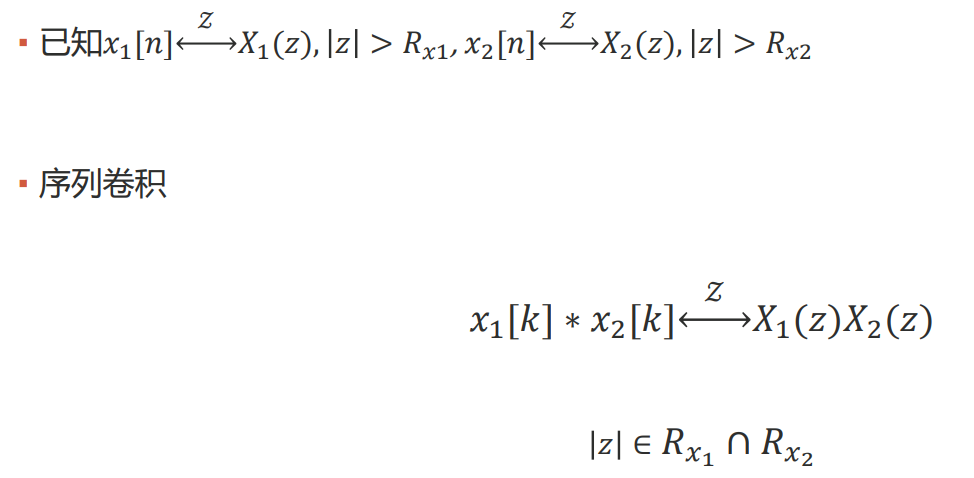 ▪ 已知x₁[n]⟷𝒵X₁(z), |z| > Rₓ₁, x₂[n]⟷𝒵X₂(z), |z| > Rₓ₂
▪ 序列卷积
x₁[k] ∗ x₂[k]⟷𝒵X₁(z)X₂(z)
|z| ∈ Rₓ₁ ∩ Rₓ₂